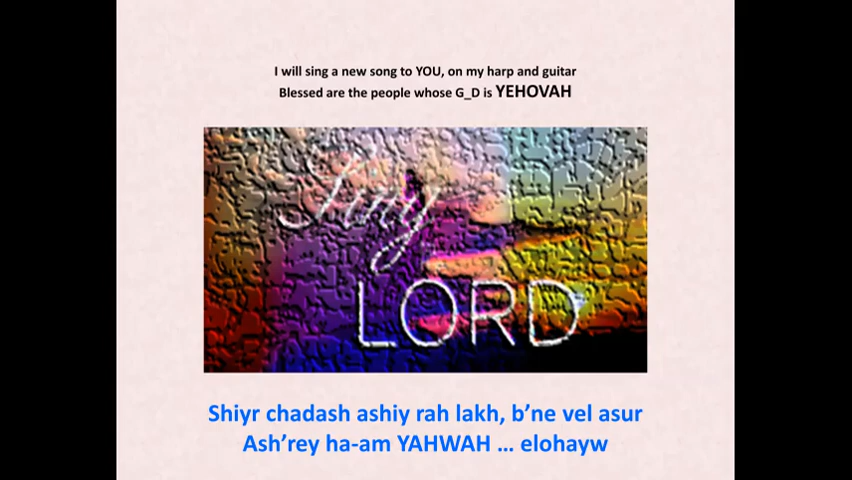 I will sing a new song to YOU, on my harp and guitar
Blessed are the people whose G_D is YEHOVAH
Sing
LORD
Shiyr chadash ashiy rah lakh, b’ne vel asur
Ash’rey ha-am YAHWAH … elohayw